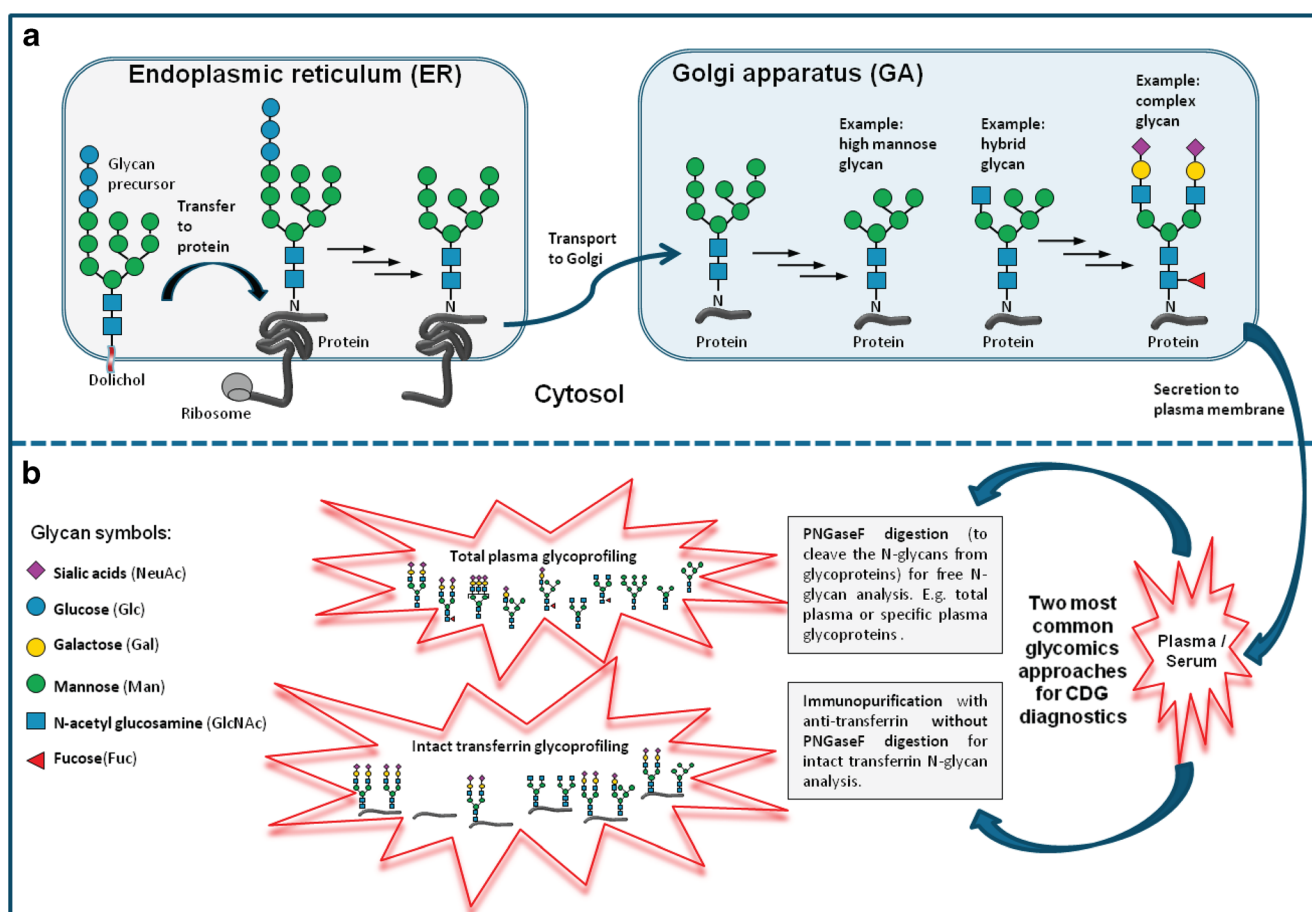 a
Endoplasmic reticulum (ER)
Glycan
precursor
Transfer
to
protein
N
N
Protein
Dolichol
Ribosome
Transport
to Golgi
Cytosol
Golgi apparatus (GA)
Example:
high mannose
glycan
Example:
hybrid
glycan
Example:
complex
glycan
N
N
N
N
Protein
Protein
Protein
Protein
Secretion to
plasma membrane
b
Glycan symbols:
Sialic acids (NeuAc)
Glucose (Glc)
Galactose (Gal)
Mannose (Man)
N-acetyl glucosamine (GlcNAc)
Fucose(Fuc)
Total plasma glycoprofiling
Intact transferrin glycoprofiling
PNGaseF digestion (to
cleave the N-glycans from
glycoproteins) for free N-
glycan analysis. E.g. total
plasma or specific plasma
glycoproteins .
Immunopurification with
anti-transferrin without
PNGaseF digestion for
intact transferrin N-glycan
analysis.
Two most
common
glycomics
approaches
for CDG
diagnostics
Plasma /
Serum